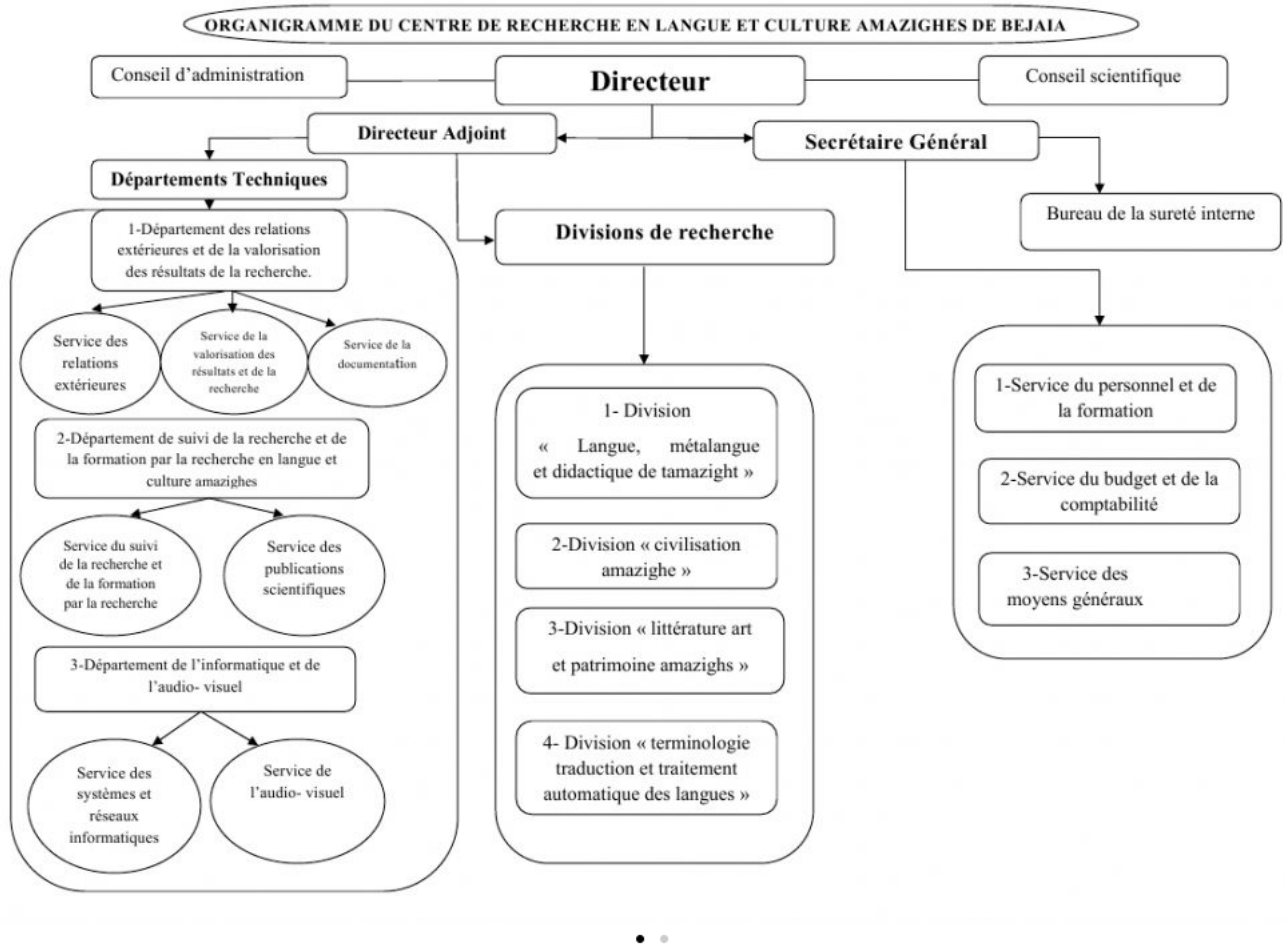 ORGANIGRAMME DU CENTRE DE RECHERCHE EN LANGUE ET CULTURE AMAZIGHES DE BEJAIA
Conseil d’administration
Directeur
Conseil scientifique
Directeur Adjoint
Secrétaire Général
Départements Techniques
Bureau de la sureté interne
Divisions de recherche
1-Département des relations
extérieures et de la valorisation
des résultats de la recherche.
Service des
relations
extérieures
Service de la
valorisation des
résultats et de la
recherche
Service de la
documentation
2-Département de suivi de la recherche et de
la formation par la recherche en langue et
culture amazighes
Service du suivi
de la recherche et
de la formation
par la recherche
Service des
publications
scientifiques
3-Département de l’informatique et de
l’audio- visuel
Service des
systèmes et
réseaux
informatiques
Service de
l’audio- visuel
1- Division
« Langue, métalangue
et didactique de tamazight »
2-Division « civilisation
amazighe »
3-Division « littérature art
et patrimoine amazighs »
4- Division « terminologie
traduction et traitement
automatique des langues »
1-Service du personnel et de
la formation
2-Service du budget et de la
comptabilité
3-Service des
moyens généraux